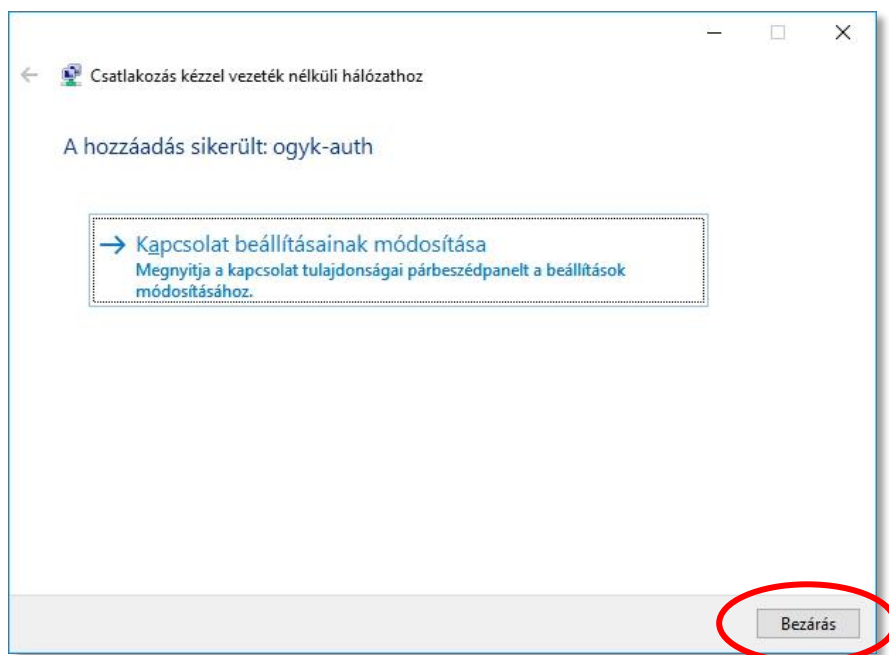 Csatlakozás kézzel vezeték nélküli hálózathoz
A hozzáadás sikerült: ogyk-auth
Kapcsolat beállításainak módosítása
Megnyitja a kapcsolat tulajdonságai párbeszédpanelt a beállítások
módosításához.
Bezárás